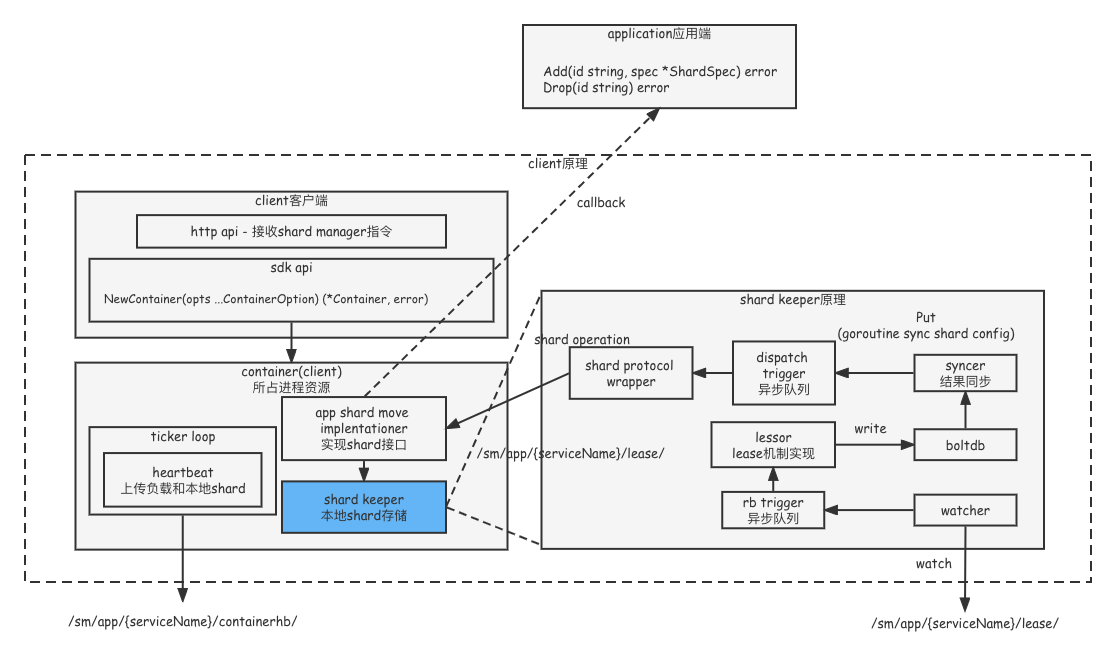 application应用端
Add(id string, spec *ShardSpec) error
Drop(id string) error
client原理
callback
client客户端
http api - 接收shard manager指令
sdk api
NewContainer(opts ...ContainerOption) (*Container, error)
container(client)
所占进程资源
app shard move
implentationer
实现shard接口
ticker loop
heartbeat
上传负载和本地shard
shard keeper
本地shard存储
/sm/app/{serviceName}/containerhb/
shard keeper原理
Put
(goroutine sync shard config)
shard operation
shard protocol
wrapper
dispatch
trigger
异步队列
syncer
结果同步
lessor
lease机制实现
write
boltdb
/sm/app/{serviceName}/lease/
rb trigger
异步队列
watcher
watch
/sm/app/{serviceName}/lease/